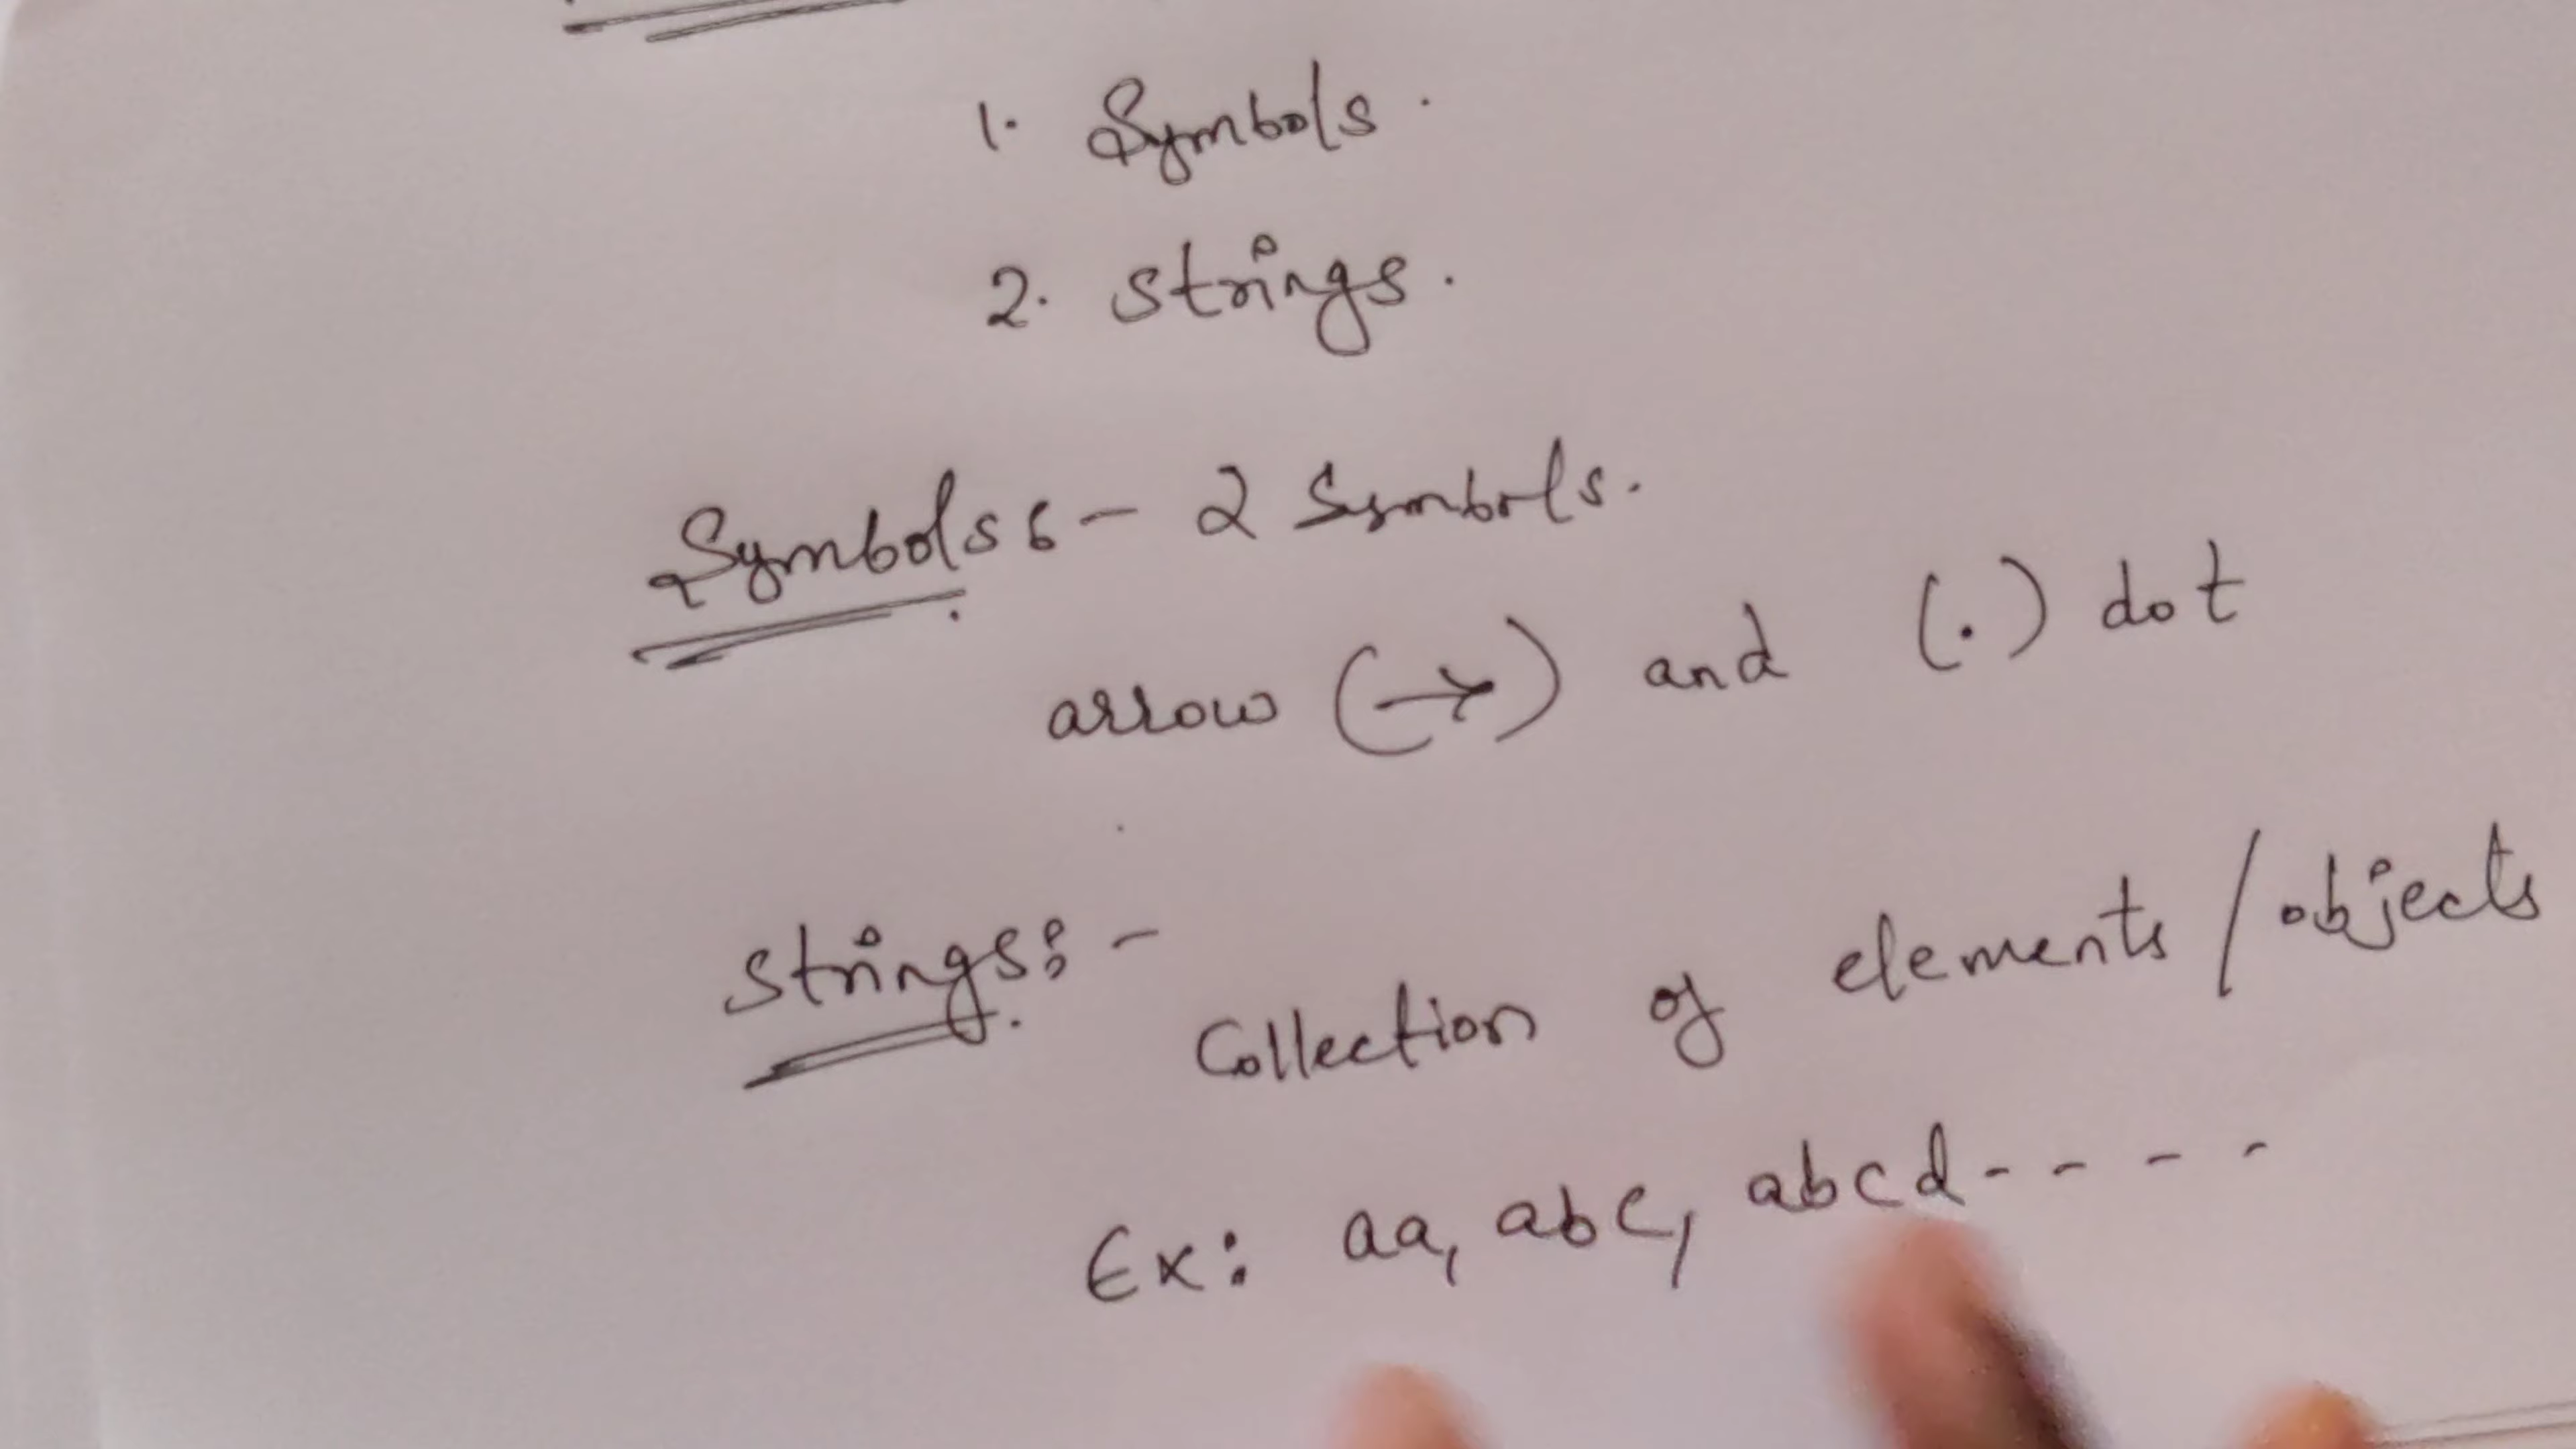 1. Symbols.
2. Strings.
Symbols :- 2 Symbols.
arrow (→) and (.) dot
Strings :-
Collection of elements / objects
Ex: aa, abc, abcd - - - -